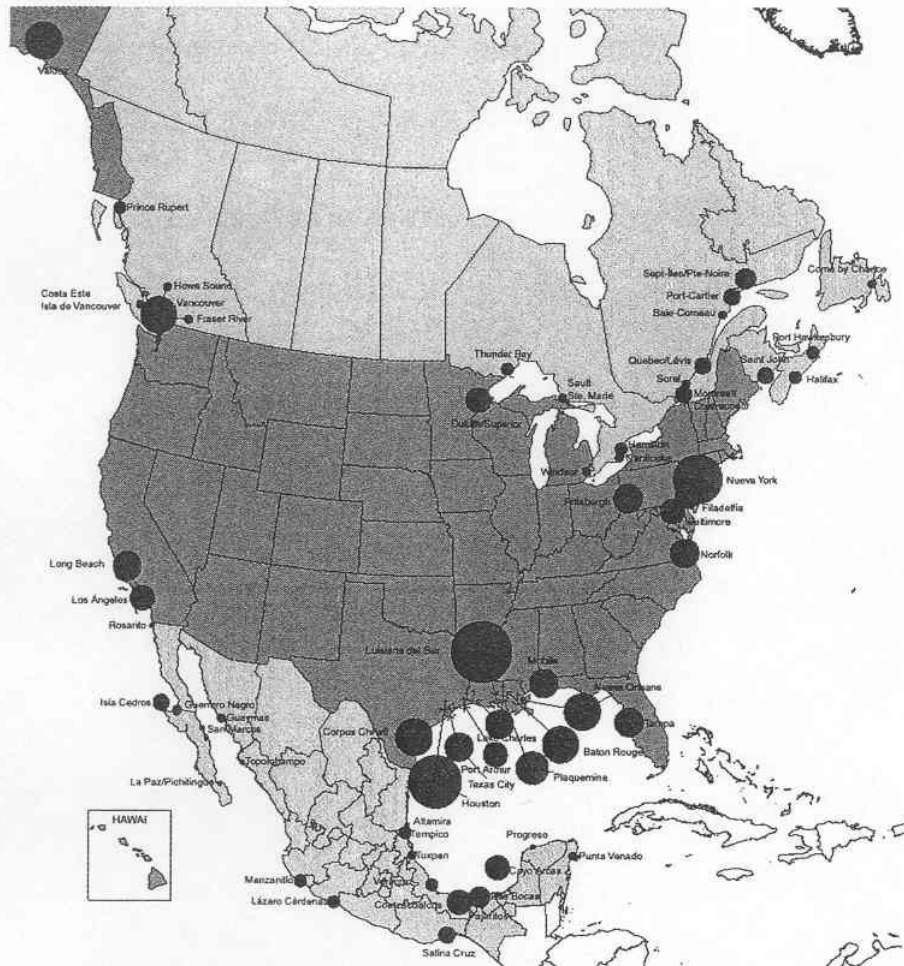 Valdez
Prince Rupert
Howe Sound
Costa Este
Isla de Vancouver
Vancouver
Fraser River
Sept-Îles/Pte-Noire
Come by Chance
Port-Cartier
Baie-Comeau
Port Hawkesbury
Thunder Bay
Quebec/Lévis
Saint John
Sault
Ste. Marie
Sorel
Montreal/
Halifax
Duluth/Superior
Hamilton
Nanticoke
Windsor
Nueva York
Pittsburgh
Filadelfia
Baltimore
Norfolk
Long Beach
Los Ángeles
Rosarito
Luisiana del Sur
Mobile
Nueva Orleans
Isla Cedros
Guerrero Negro
Guaymas
San Marcos
Corpus Christi
Lake Charles
Tampa
Baton Rouge
Topolobampo
Port Arthur
Plaquemine
La Paz/Pichilingue
Texas City
Houston
HAWAI
Altamira
Tampico
Progreso
Tuxpan
Punta Venado
Cayo Arcas
Manzanillo
Veracruz
Lázaro Cárdenas
Coatzacoalcos
Dos Bocas
Pajaritos
Salina Cruz